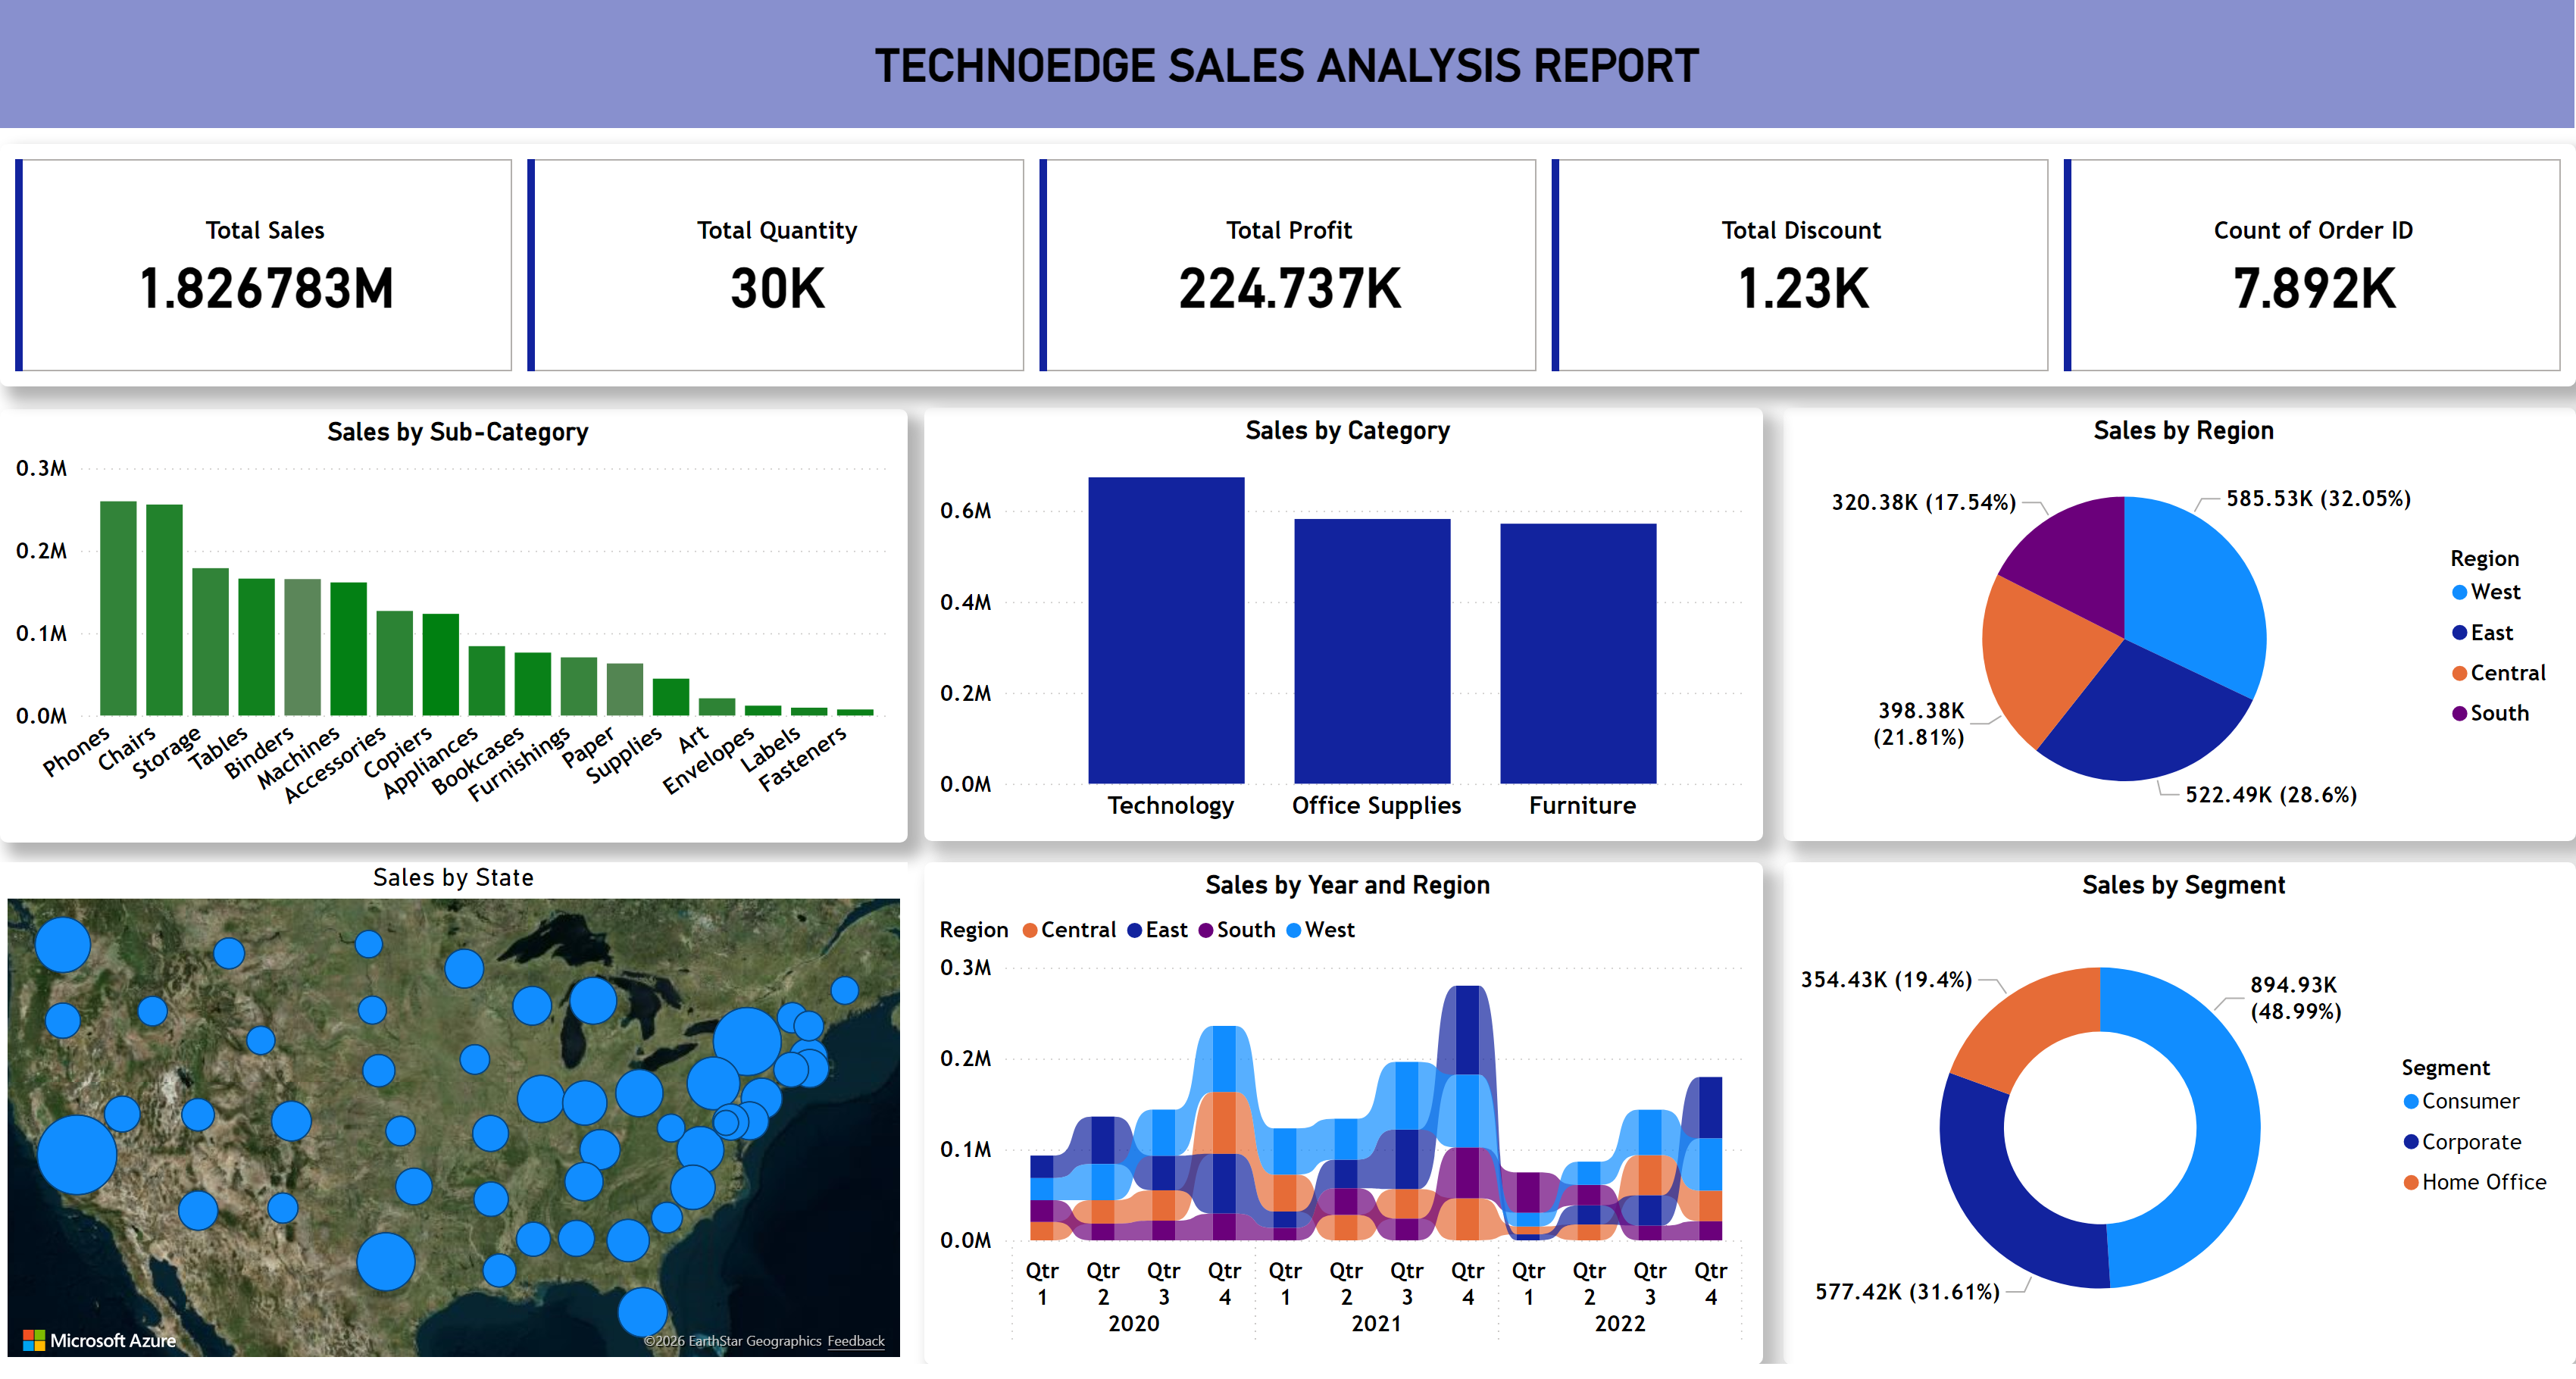 TECHNOEDGE SALES ANALYSIS REPORT
Total Sales
1.826783M
Total Quantity
30K
Total Profit
224.737K
Total Discount
1.23K
Count of Order ID
7.892K
Sales by Sub-Category
0.3M
0.2M
0.1M
0.0M
Phones
Chairs
Storage
Tables
Binders
Machines
Accessories
Copiers
Appliances
Bookcases
Furnishings
Paper
Supplies
Art
Envelopes
Labels
Fasteners
Sales by Category
0.6M
0.4M
0.2M
0.0M
Technology
Office Supplies
Furniture
Sales by Region
320.38K (17.54%)
585.53K (32.05%)
398.38K
(21.81%)
522.49K (28.6%)
Region
West
East
Central
South
Sales by State
Microsoft Azure
©2026 EarthStar Geographics Feedback
Sales by Year and Region
Region Central East South West
0.3M
0.2M
0.1M
0.0M
Qtr Qtr Qtr Qtr Qtr Qtr Qtr Qtr Qtr Qtr Qtr Qtr
1 2 3 4 1 2 3 4 1 2 3 4
2020 2021 2022
Sales by Segment
354.43K (19.4%)
894.93K
(48.99%)
577.42K (31.61%)
Segment
Consumer
Corporate
Home Office